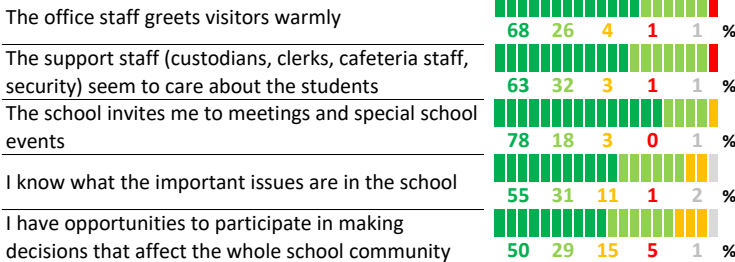 The office staff greets visitors warmly
68 26 4 1 1 %
The support staff (custodians, clerks, cafeteria staff,
security) seem to care about the students
63 32 3 1 1 %
The school invites me to meetings and special school
events
78 18 3 0 1 %
I know what the important issues are in the school
55 31 11 1 2 %
I have opportunities to participate in making
decisions that affect the whole school community
50 29 15 5 1 %